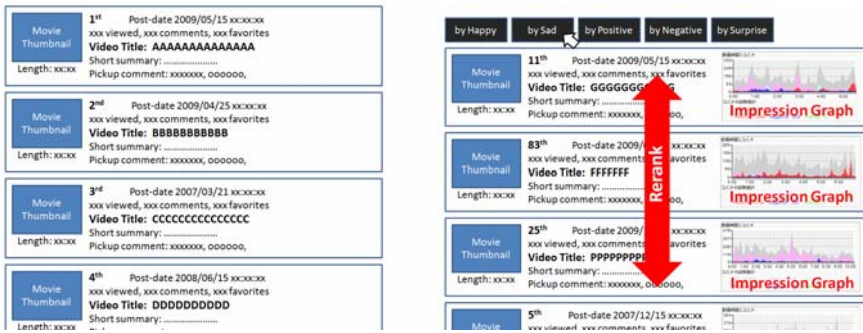 Movie Thumbnail
Length: xx:xx
1st Post-date 2009/05/15 xx:xx:xx
xxx viewed, xxx comments, xxx favorites
Video Title: AAAAAAAAAAAAAA
Short summary: .....................
Pickup comment: xxxxxxx, oooooo,
Movie Thumbnail
Length: xx:xx
2nd Post-date 2009/04/25 xx:xx:xx
xxx viewed, xxx comments, xxx favorites
Video Title: BBBBBBBBBBB
Short summary: .....................
Pickup comment: xxxxxxx, oooooo,
Movie Thumbnail
Length: xx:xx
3rd Post-date 2007/03/21 xx:xx:xx
xxx viewed, xxx comments, xxx favorites
Video Title: CCCCCCCCCCCCCCC
Short summary: .....................
Pickup comment: xxxxxxx, oooooo,
Movie Thumbnail
Length: xx:xx
4th Post-date 2008/06/15 xx:xx:xx
xxx viewed, xxx comments, xxx favorites
Video Title: DDDDDDDDDD
Short summary: .....................
by Happy
by Sad
by Positive
by Negative
by Surprise
Movie Thumbnail
Length: xx:xx
11th Post-date 2009/05/15 xx:xx:xx
xxx viewed, xxx comments, xxx favorites
Video Title: GGGGGGG
Short summary: ...............
Pickup comment: xxxxxxx,
Impression Graph
Movie Thumbnail
Length: xx:xx
83th Post-date 2009/ xx:xx:xx
xxx viewed, xxx comments, xxx favorites
Video Title: FFFFFFF
Short summary: ...............
Pickup comment: xxxxxxx, oooooo,
Impression Graph
Rerank
Movie Thumbnail
Length: xx:xx
25th Post-date 2009/ xx:xx:xx
xxx viewed, xxx comments, xxx favorites
Video Title: PPPPPPPPP
Short summary: ...............
Pickup comment: xxxxxxx, oooooo,
Impression Graph
Movie
5th Post-date 2007/12/15 xx:xx:xx
xxx viewed, xxx comments, xxx favorites